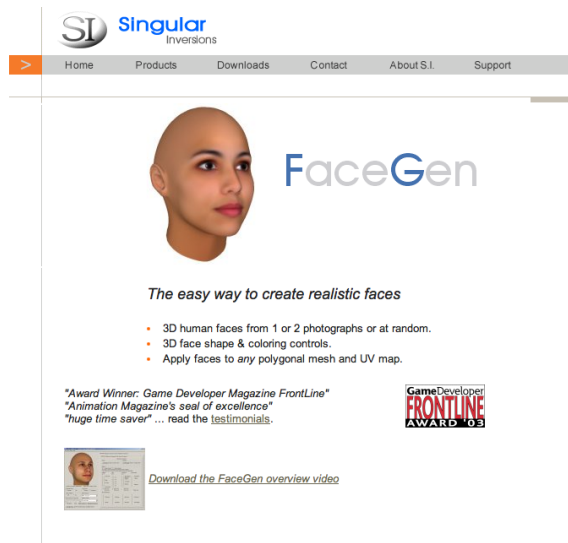 SI Singular
Inversions
>
Home Products Downloads Contact About S.I. Support
FaceGen
The easy way to create realistic faces
3D human faces from 1 or 2 photographs or at random.
3D face shape & coloring controls.
Apply faces to any polygonal mesh and UV map.
"Award Winner: Game Developer Magazine FrontLine"
"Animation Magazine's seal of excellence"
"huge time saver" ... read the testimonials.
GameDeveloper
FRONTLINE
AWARD '03
Download the FaceGen overview video